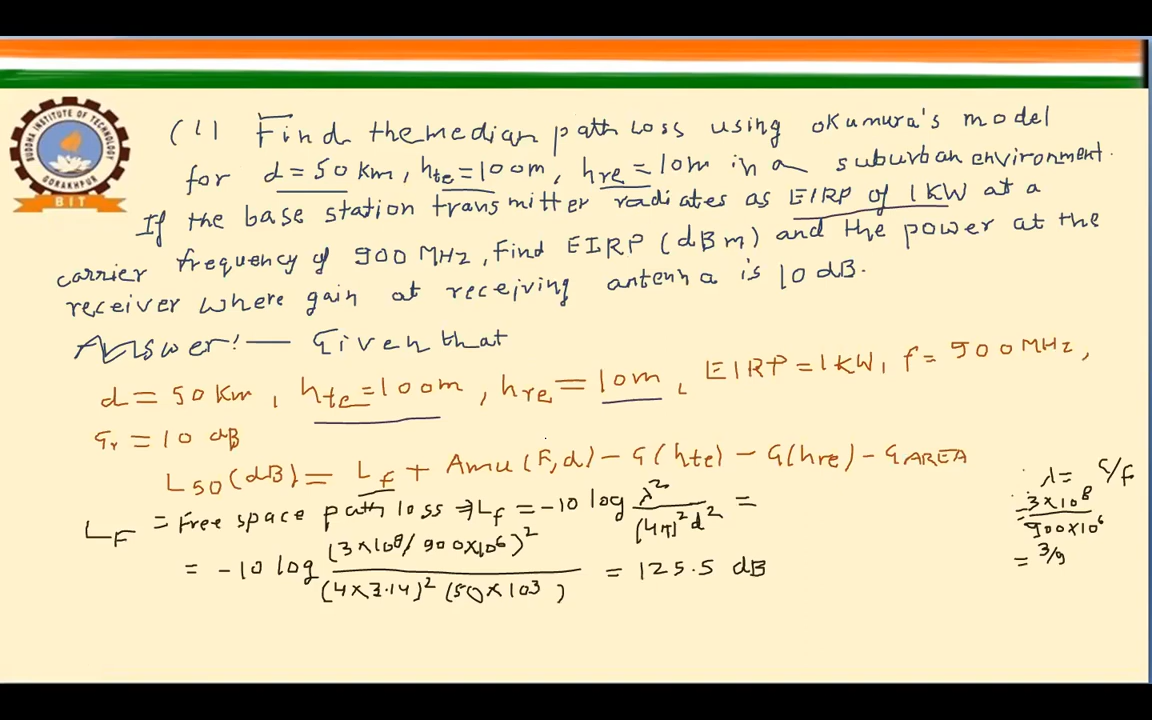 BUDDHA INSTITUTE OF TECHNOLOGY
GORAKHPUR
BIT
(1) Find the median path loss using okumura's model
for d = 50 Km, hte = 100m, hre = 10m in a suburban environment.
If the base station transmitter radiates as EIRP of 1KW at a
carrier frequency of 900 MHz, Find EIRP (dBm) and the power at the
receiver where gain at receiving antenna is 10 dB.
Answer:- Given that
d = 50 Km, hte = 100m, hre = 10m, EIRP = 1KW, f = 900 MHz,
Gr = 10 dB
L50 (dB) = Lf + Amu (F,d) - G(hte) - G(hre) - GAREA
LF = Free space path loss ⇒ Lf = -10 log λ²/(4π)²d² =
= -10 log (3×10⁸/900×10⁶)²/(4×3.14)² (50×10³) = 125.5 dB
λ = c/F
= 3×10⁸/900×10⁶
= 3/9